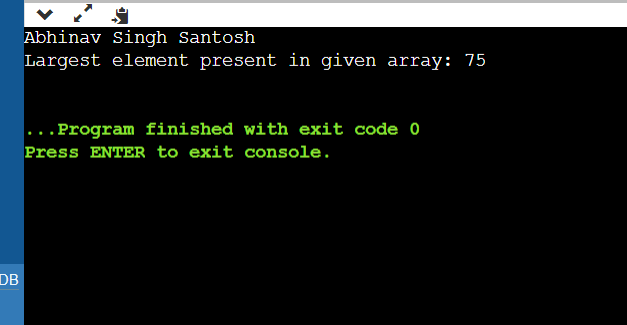 Abhinav Singh Santosh
Largest element present in given array: 75
...Program finished with exit code 0
Press ENTER to exit console.
DB